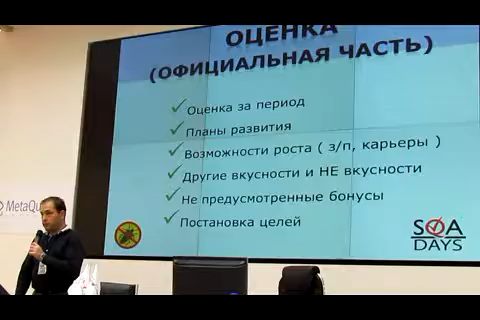 ОЦЕНКА
(ОФИЦИАЛЬНАЯ ЧАСТЬ)
Оценка за период
Планы развития
Возможности роста ( з/п, карьеры )
Другие вкусности и НЕ вкусности
Не предусмотренные бонусы
Постановка целей
MetaQu
SQA
DAYS